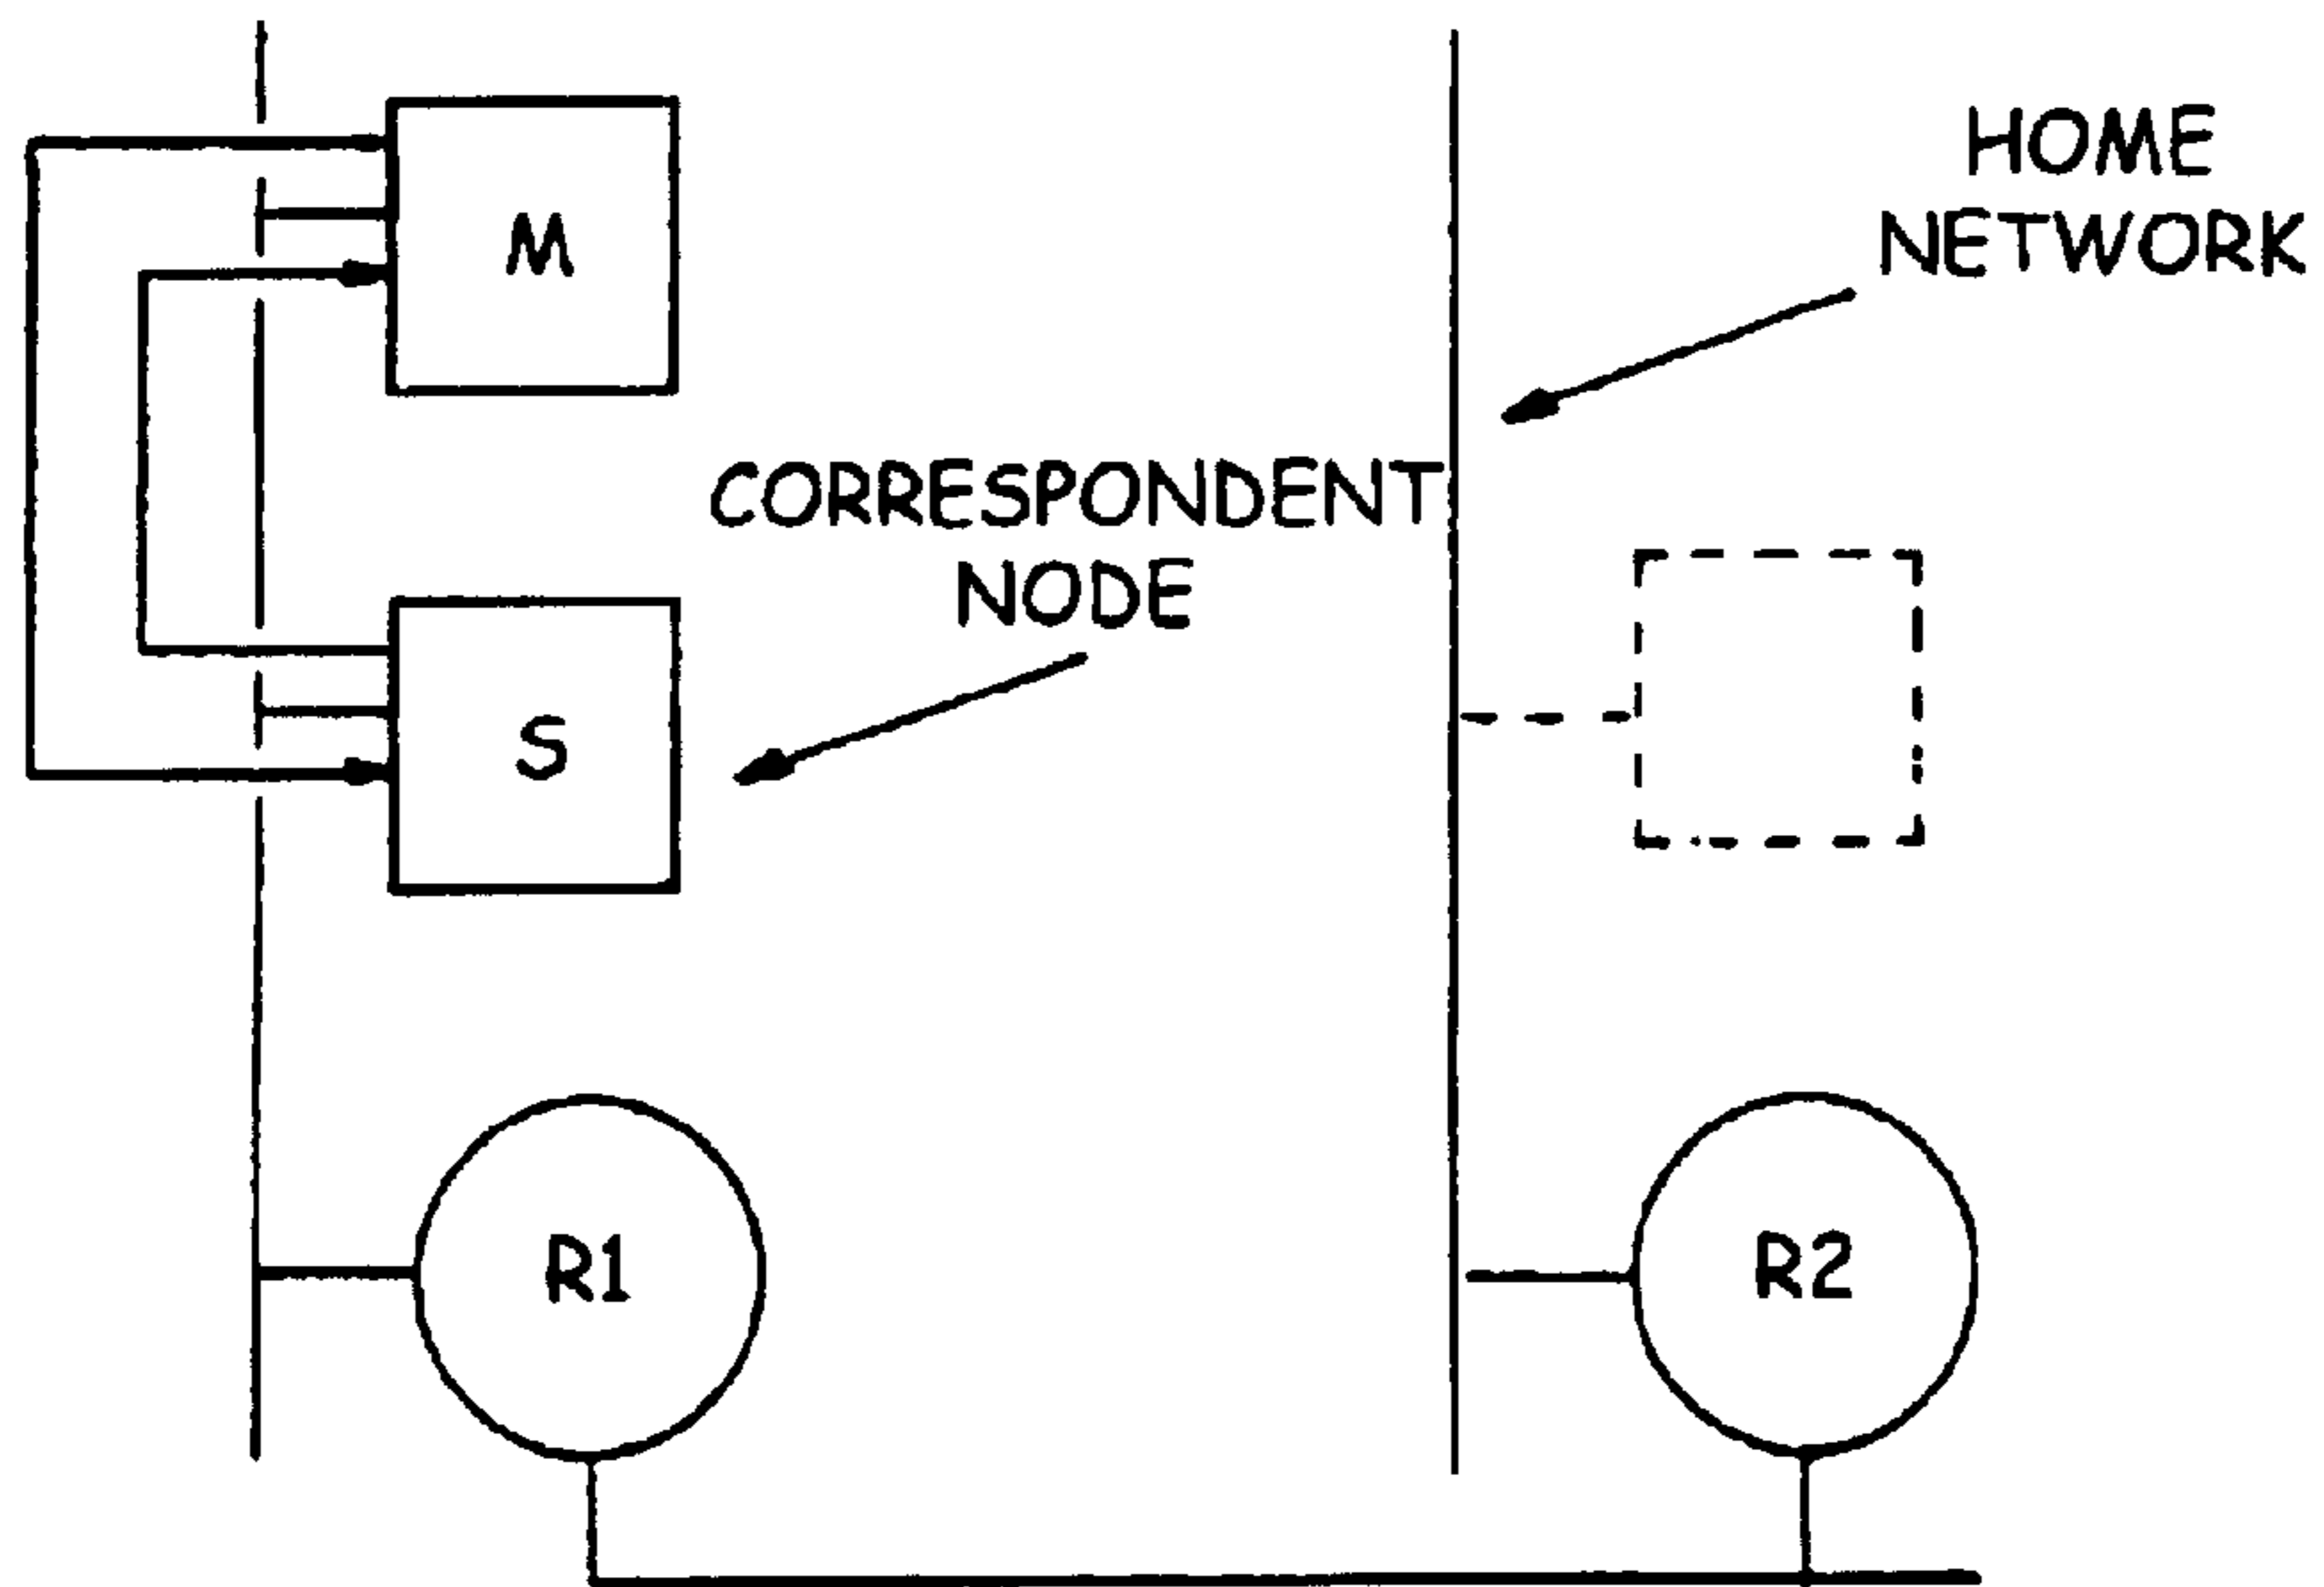 M
HOME
NETWORK
CORRESPONDENT
NODE
S
R1
R2